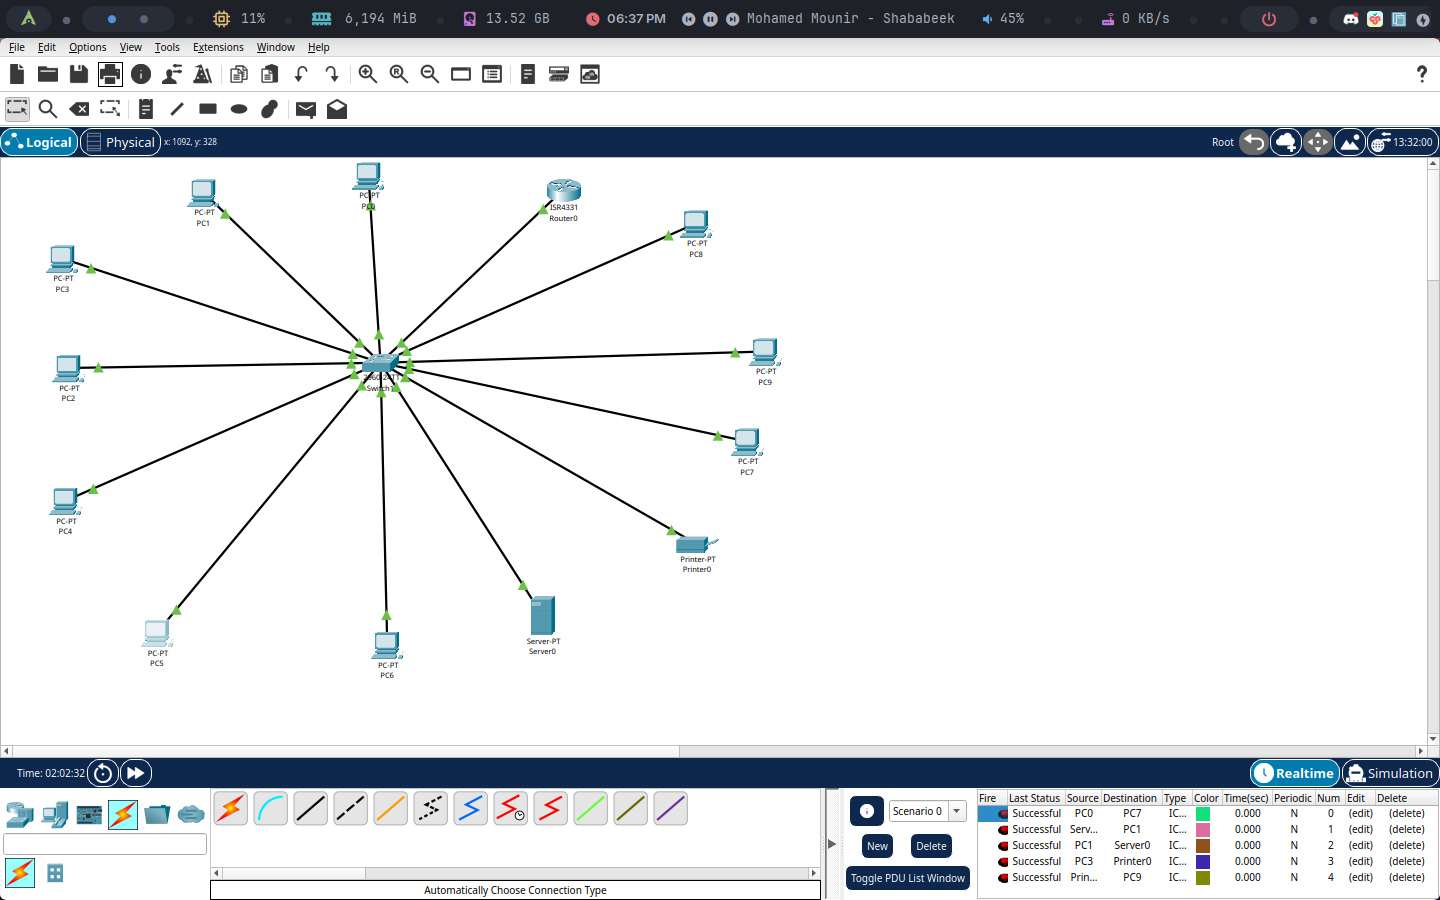 11% 6,194 MiB 13.52 GB 06:37 PM Mohamed Mounir - Shababeek 45% 0 KB/s
File Edit Options View Tools Extensions Window Help
Logical Physical x: 1092, y: 328 Root 13:32:00
PC-PT
PC0
PC-PT
PC1
ISR4331
Router0
PC-PT
PC8
PC-PT
PC3
PC-PT
PC9
PC-PT
PC2
2960-24TT
Switch1
PC-PT
PC7
PC-PT
PC4
Printer-PT
Printer0
Server-PT
Server0
PC-PT
PC5
PC-PT
PC6
Time: 02:02:32 Realtime Simulation
Scenario 0
New Delete
Toggle PDU List Window
Automatically Choose Connection Type
Fire Last Status Source Destination Type Color Time(sec) Periodic Num Edit Delete
Successful PC0 PC7 IC... 0.000 N 0 (edit) (delete)
Successful Serv... PC1 IC... 0.000 N 1 (edit) (delete)
Successful PC1 Server0 IC... 0.000 N 2 (edit) (delete)
Successful PC3 Printer0 IC... 0.000 N 3 (edit) (delete)
Successful Prin... PC9 IC... 0.000 N 4 (edit) (delete)